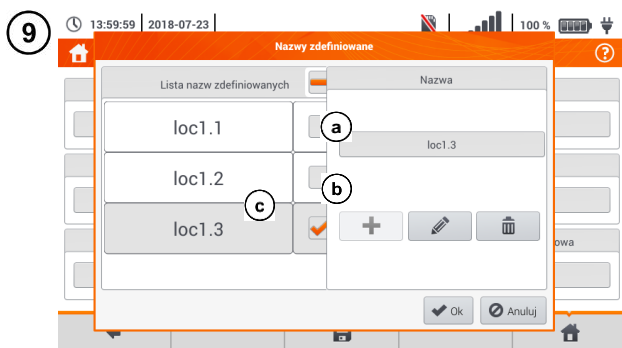 9
13:59:59 2018-07-23 100 %
Nazwy zdefiniowane
?
Lista nazw zdefiniowanych
Nazwa
loc1.1
a
loc1.3
loc1.2
b
c
loc1.3
owa
Ok
Anuluj